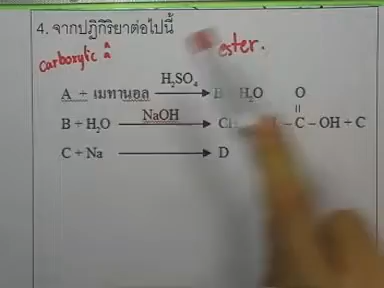 4. จากปฏิกิริยาต่อไปนี้
carboxylic ester.
A + เมทานอล H₂SO₄ B H₂O
O
B + H₂O NaOH –C–OH + C
C + Na D